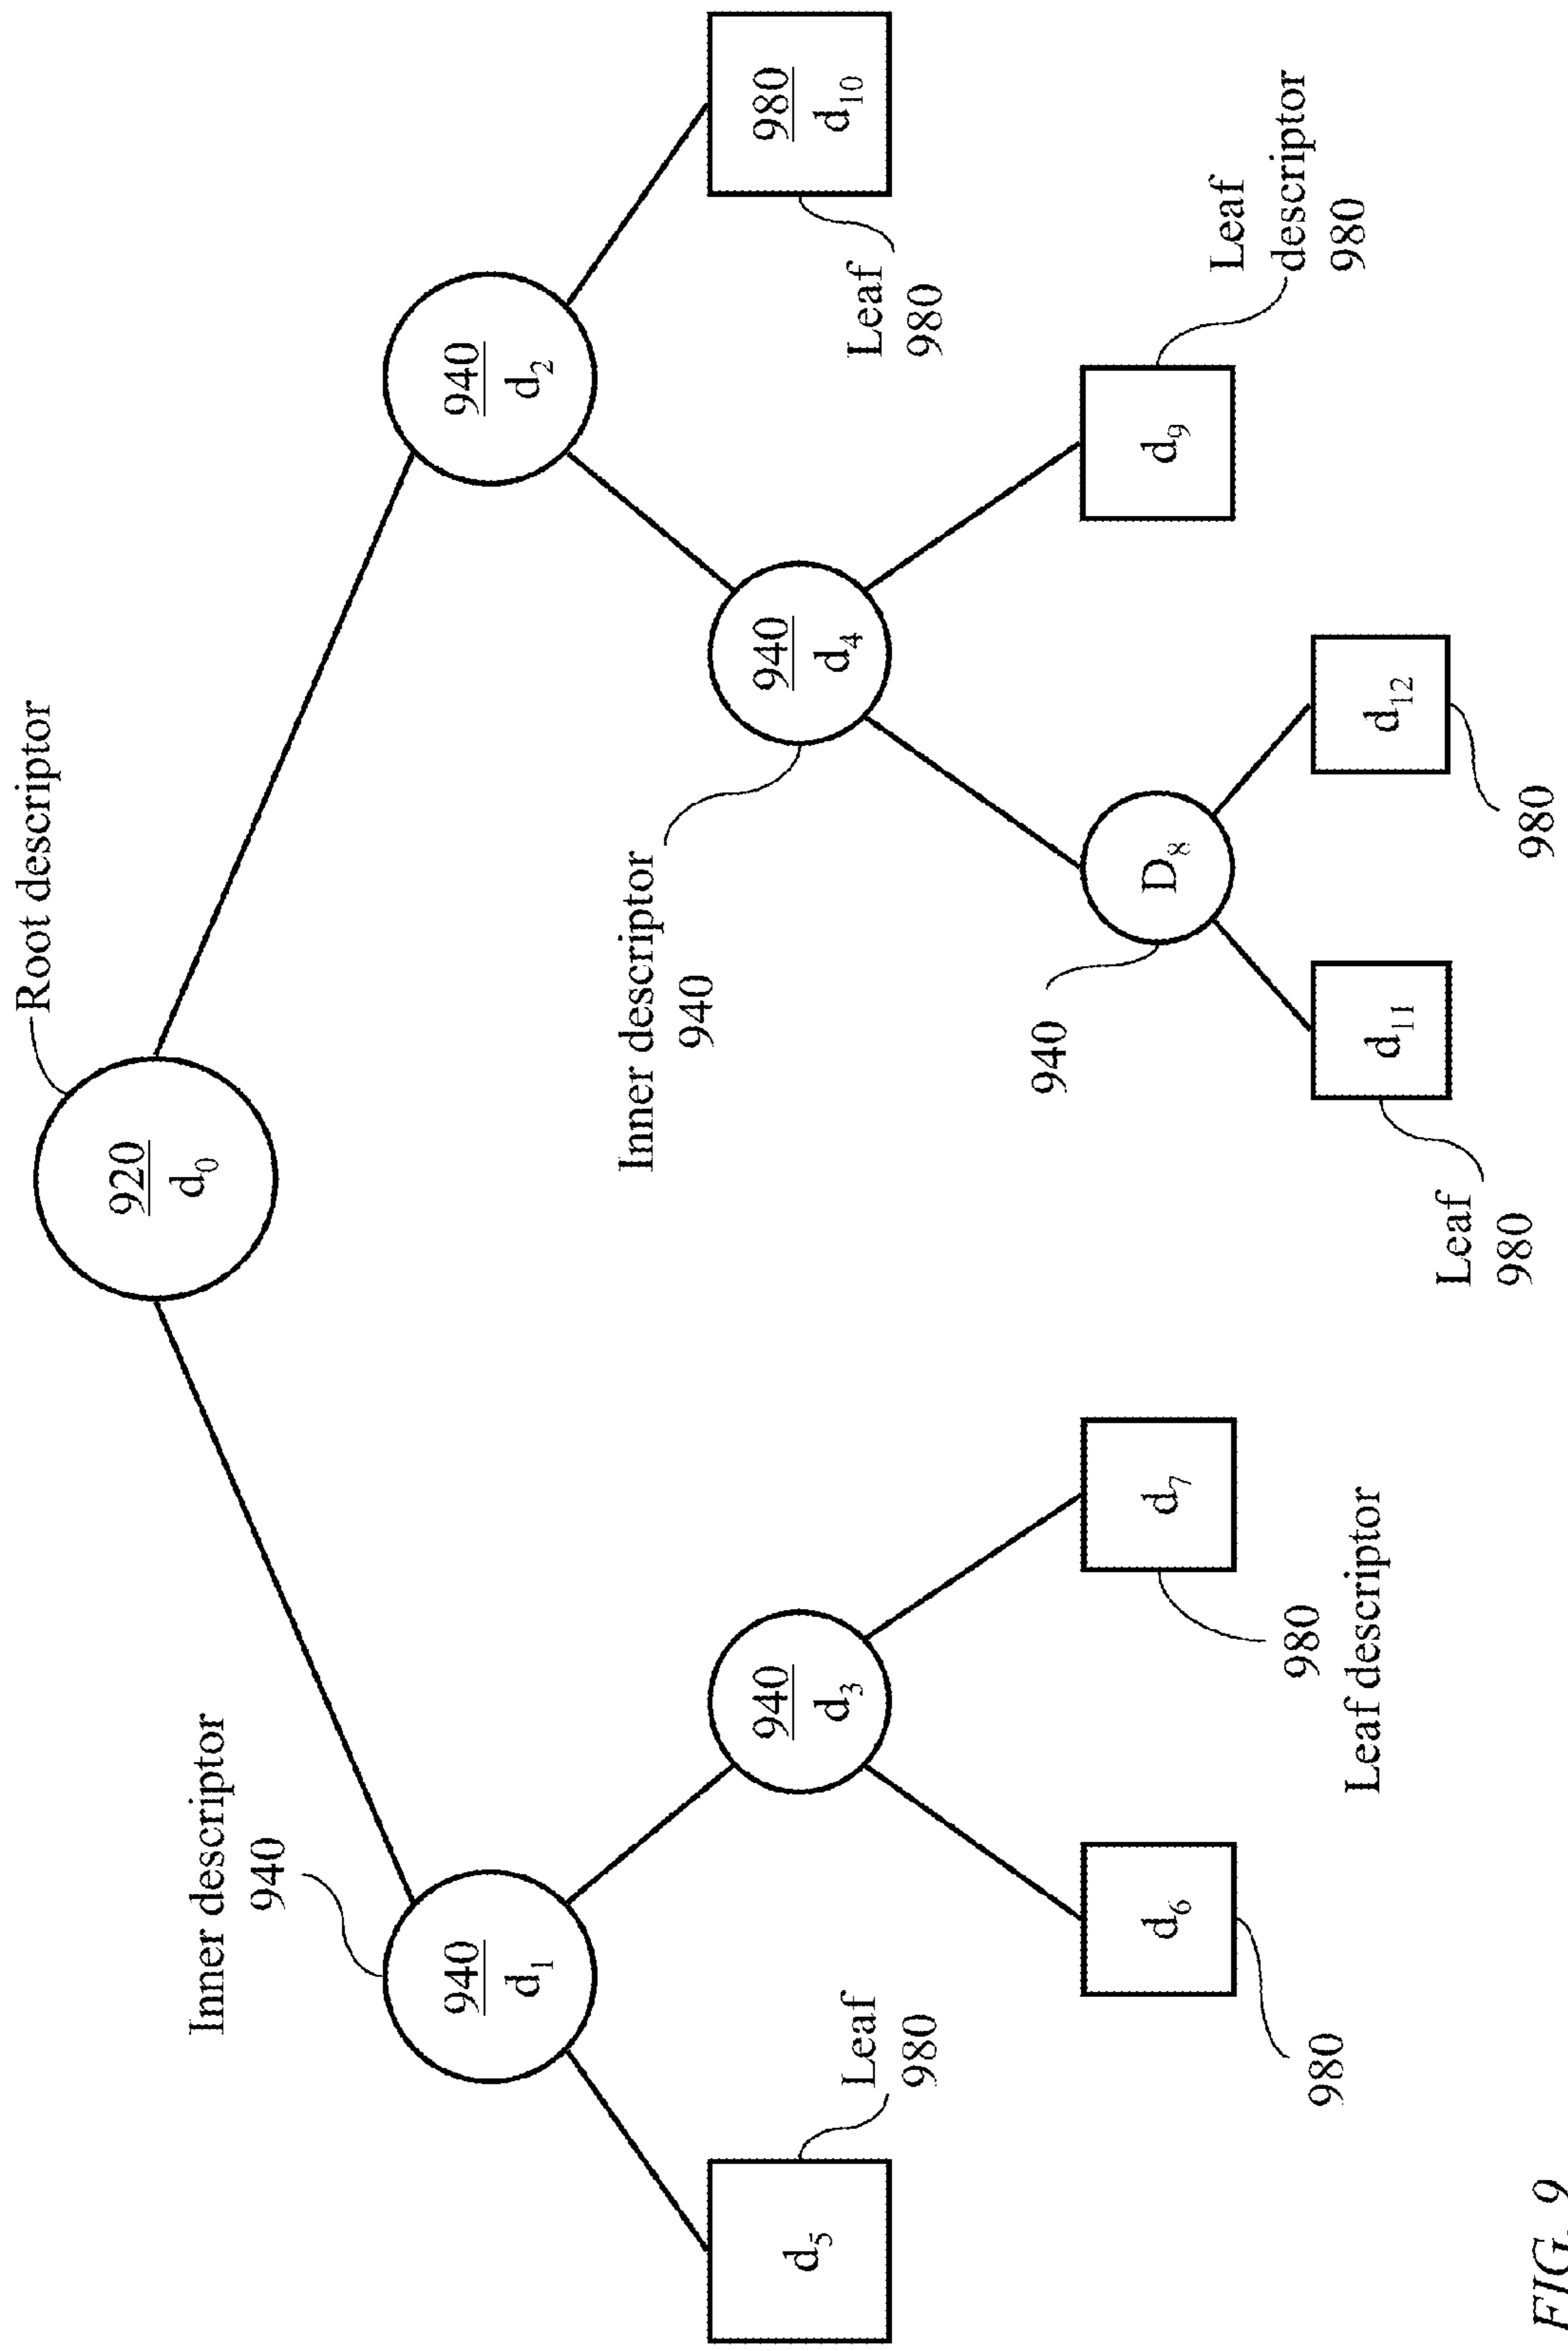 Root descriptor
920
d0
Inner descriptor
940
940
d1
940
d2
Leaf
980
d5
940
d3
Inner descriptor
940
940
d4
980
d10
Leaf
980
980
d6
d7
980
Leaf descriptor
940
D8
d9
Leaf
descriptor
980
d11
Leaf
980
d12
980
FIG. 9